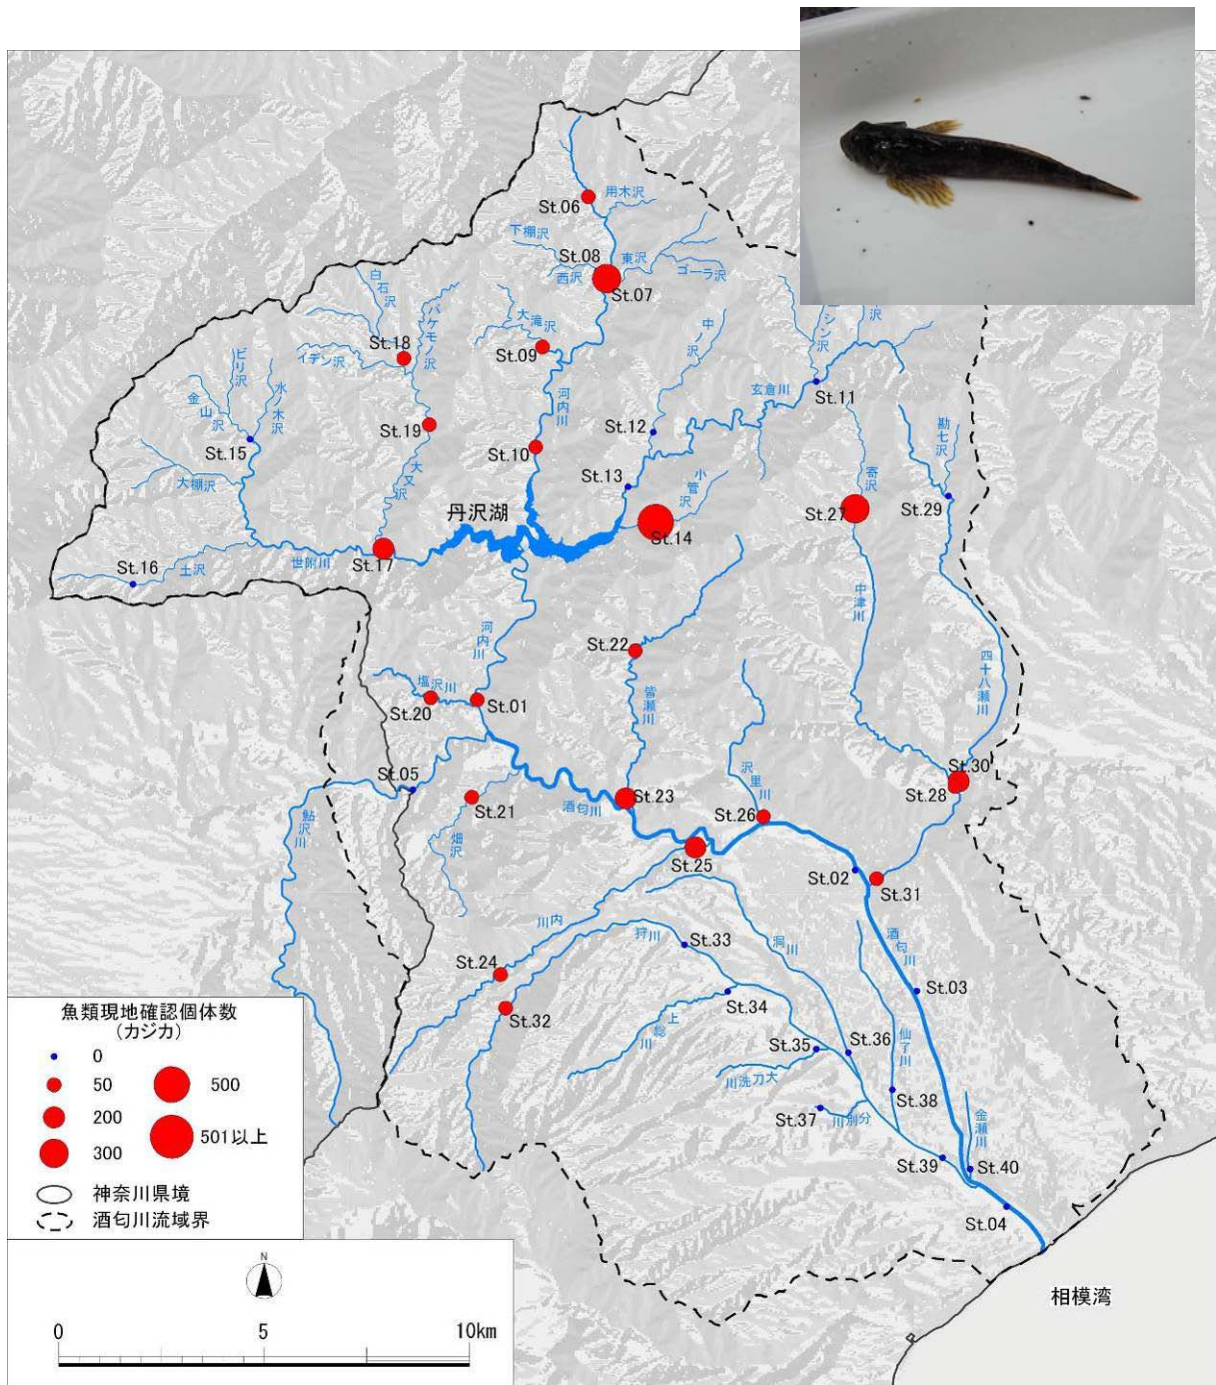 用木沢
St.06
下棚沢
St.08
東沢
西沢
ゴーラ沢
St.07
白石沢
バケモノ沢
大滝沢
中ノ沢
St.18
イデン沢
St.09
ビリ沢
水ノ木沢
金山沢
河内川
玄倉川
St.11
勘七沢
St.19
St.12
St.15
St.10
大棚沢
大又沢
St.13
小菅沢
寄沢
St.27
St.29
丹沢湖
St.14
世附川
St.17
土沢
St.16
中津川
河内川
St.22
四十八瀬川
塩沢川
皆瀬川
St.20
St.01
沢里川
St.30
St.05
St.28
St.23
酒匂川
St.21
St.26
鮎沢川
畑沢
St.25
St.02
St.31
川内
狩川
洞川
酒匂川
St.33
St.24
St.32
St.34
St.03
川総上
仙了川
St.35
St.36
川洗刀大
St.38
St.37
川別分
金瀬川
St.39
St.40
St.04
相模湾
魚類現地確認個体数
(カジカ)
0
50
200
300
500
501以上
神奈川県境
酒匂川流域界
N
0 5 10km